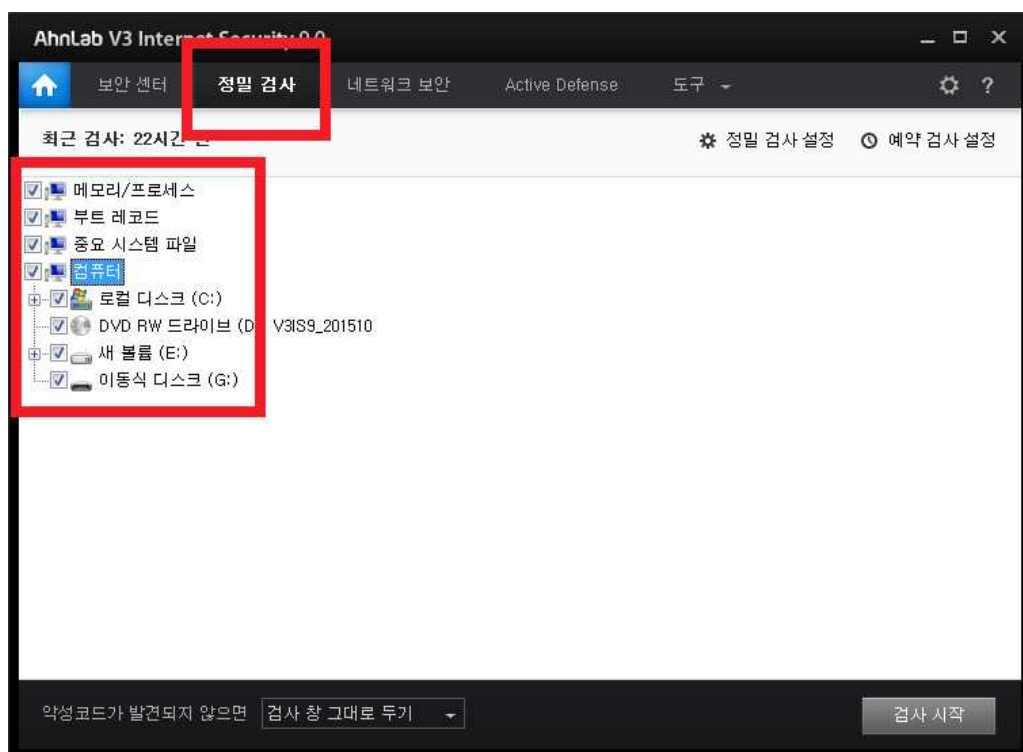 AhnLab V3 Internet Security 9.0
보안 센터 정밀 검사 네트워크 보안 Active Defense 도구 ?
최근 검사: 22시간 전
정밀 검사 설정 예약 검사 설정
메모리/프로세스
부트 레코드
중요 시스템 파일
컴퓨터
로컬 디스크 (C:)
DVD RW 드라이브 (D: V3IS9_201510
새 볼륨 (E:)
이동식 디스크 (G:)
악성코드가 발견되지 않으면 검사 창 그대로 두기 검사 시작